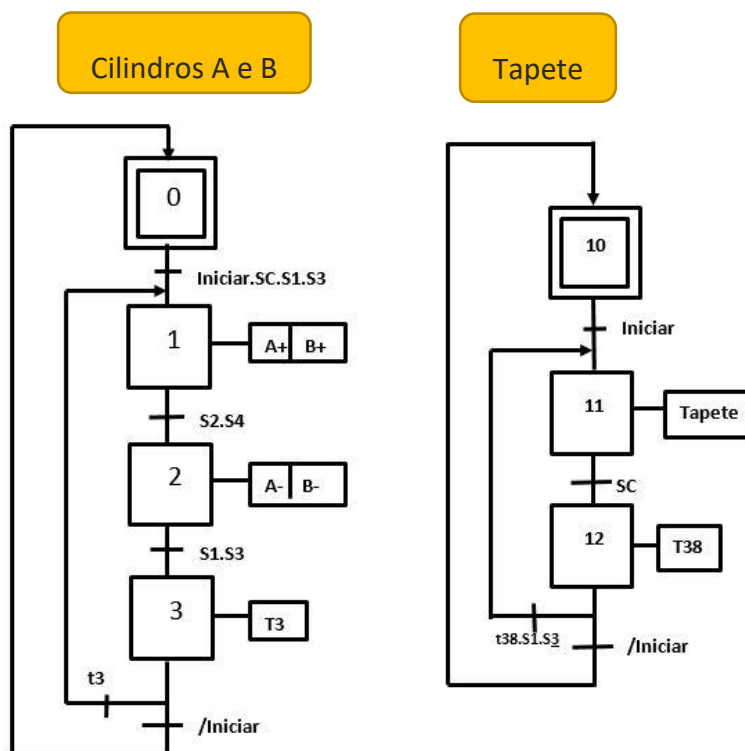 Cilindros A e B
0
Iniciar.SC.S1.S3
1
A+ B+
S2.S4
2
A- B-
S1.S3
3
T3
t3
/Iniciar
Tapete
10
Iniciar
11
Tapete
SC
12
T38
t38.S1.S3
/Iniciar